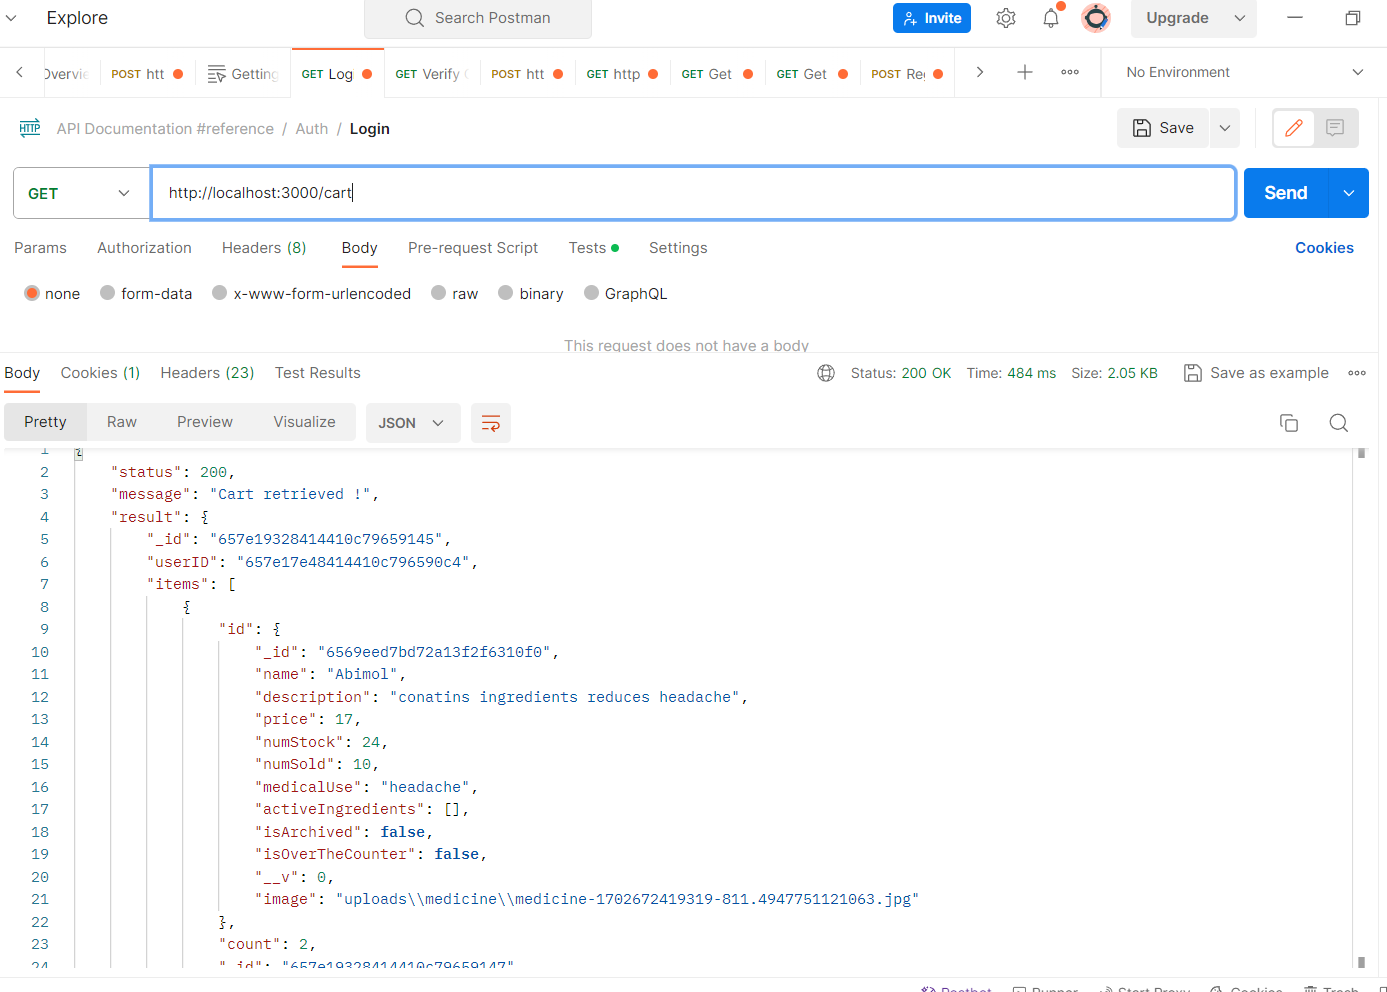 Explore
Search Postman
Invite
Upgrade
Overvie
POST htt
Getting
GET Log
GET Verify
POST htt
GET http
GET Get
GET Get
POST Re
No Environment
HTTP
API Documentation #reference / Auth / Login
Save
GET
http://localhost:3000/cart
Send
Params
Authorization
Headers (8)
Body
Pre-request Script
Tests
Settings
Cookies
none
form-data
x-www-form-urlencoded
raw
binary
GraphQL
This request does not have a body
Body
Cookies (1)
Headers (23)
Test Results
Status: 200 OK
Time: 484 ms
Size: 2.05 KB
Save as example
Pretty
Raw
Preview
Visualize
JSON
1 {
2 "status": 200,
3 "message": "Cart retrieved !",
4 "result": {
5 "_id": "657e19328414410c79659145",
6 "userID": "657e17e48414410c796590c4",
7 "items": [
8 {
9 "id": {
10 "_id": "6569eed7bd72a13f2f6310f0",
11 "name": "Abimol",
12 "description": "conatins ingredients reduces headache",
13 "price": 17,
14 "numStock": 24,
15 "numSold": 10,
16 "medicalUse": "headache",
17 "activeIngredients": [],
18 "isArchived": false,
19 "isOverTheCounter": false,
20 "__v": 0,
21 "image": "uploads\\medicine\\medicine-1702672419319-811.4947751121063.jpg"
22 },
23 "count": 2,
24 "_id": "657e19328414410c79659147"
Postbot
Runner
Start Proxy
Cookies
Trash